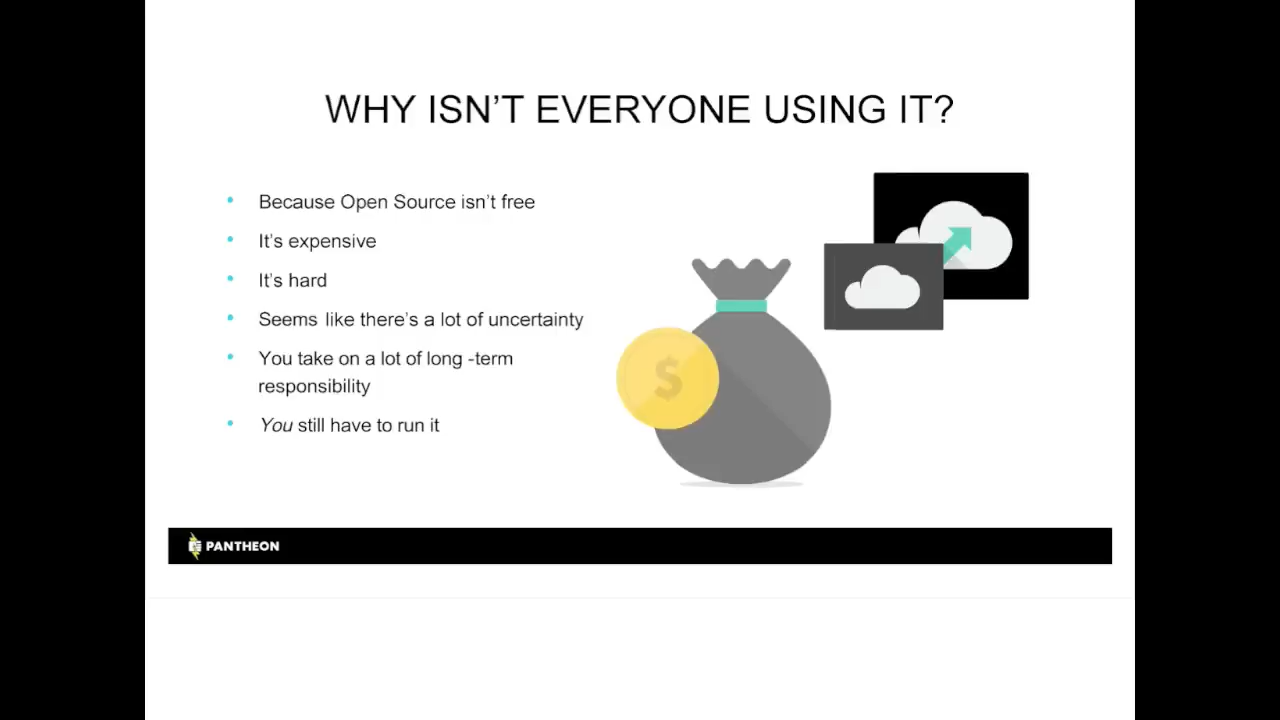 WHY ISN'T EVERYONE USING IT?
• Because Open Source isn't free
• It's expensive
• It's hard
• Seems like there's a lot of uncertainty
• You take on a lot of long -term
responsibility
• You still have to run it
$
PANTHEON